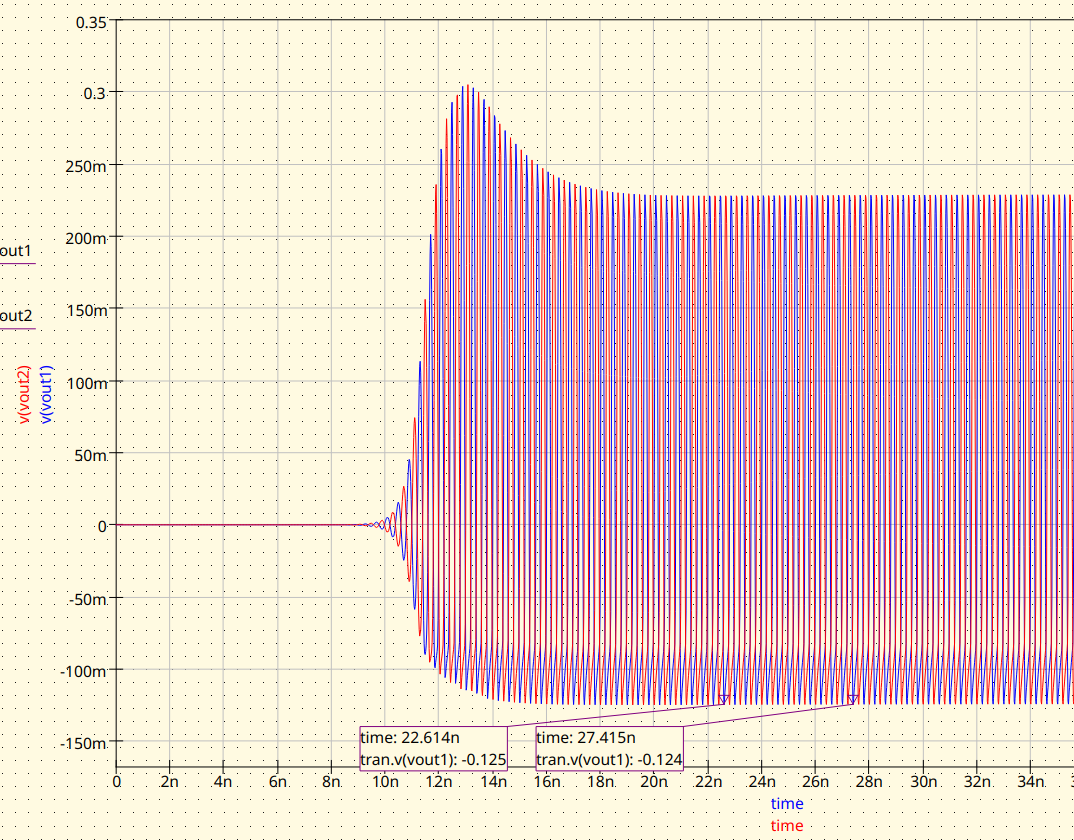 0.35
0.3
250m
200m
150m
100m
50m
0
-50m
-100m
-150m
out1
out2
v(vout2)
v(vout1)
time: 22.614n
tran.v(vout1): -0.125
time: 27.415n
tran.v(vout1): -0.124
0 2n 4n 6n 8n 10n 12n 14n 16n 18n 20n 22n 24n 26n 28n 30n 32n 34n
time
time